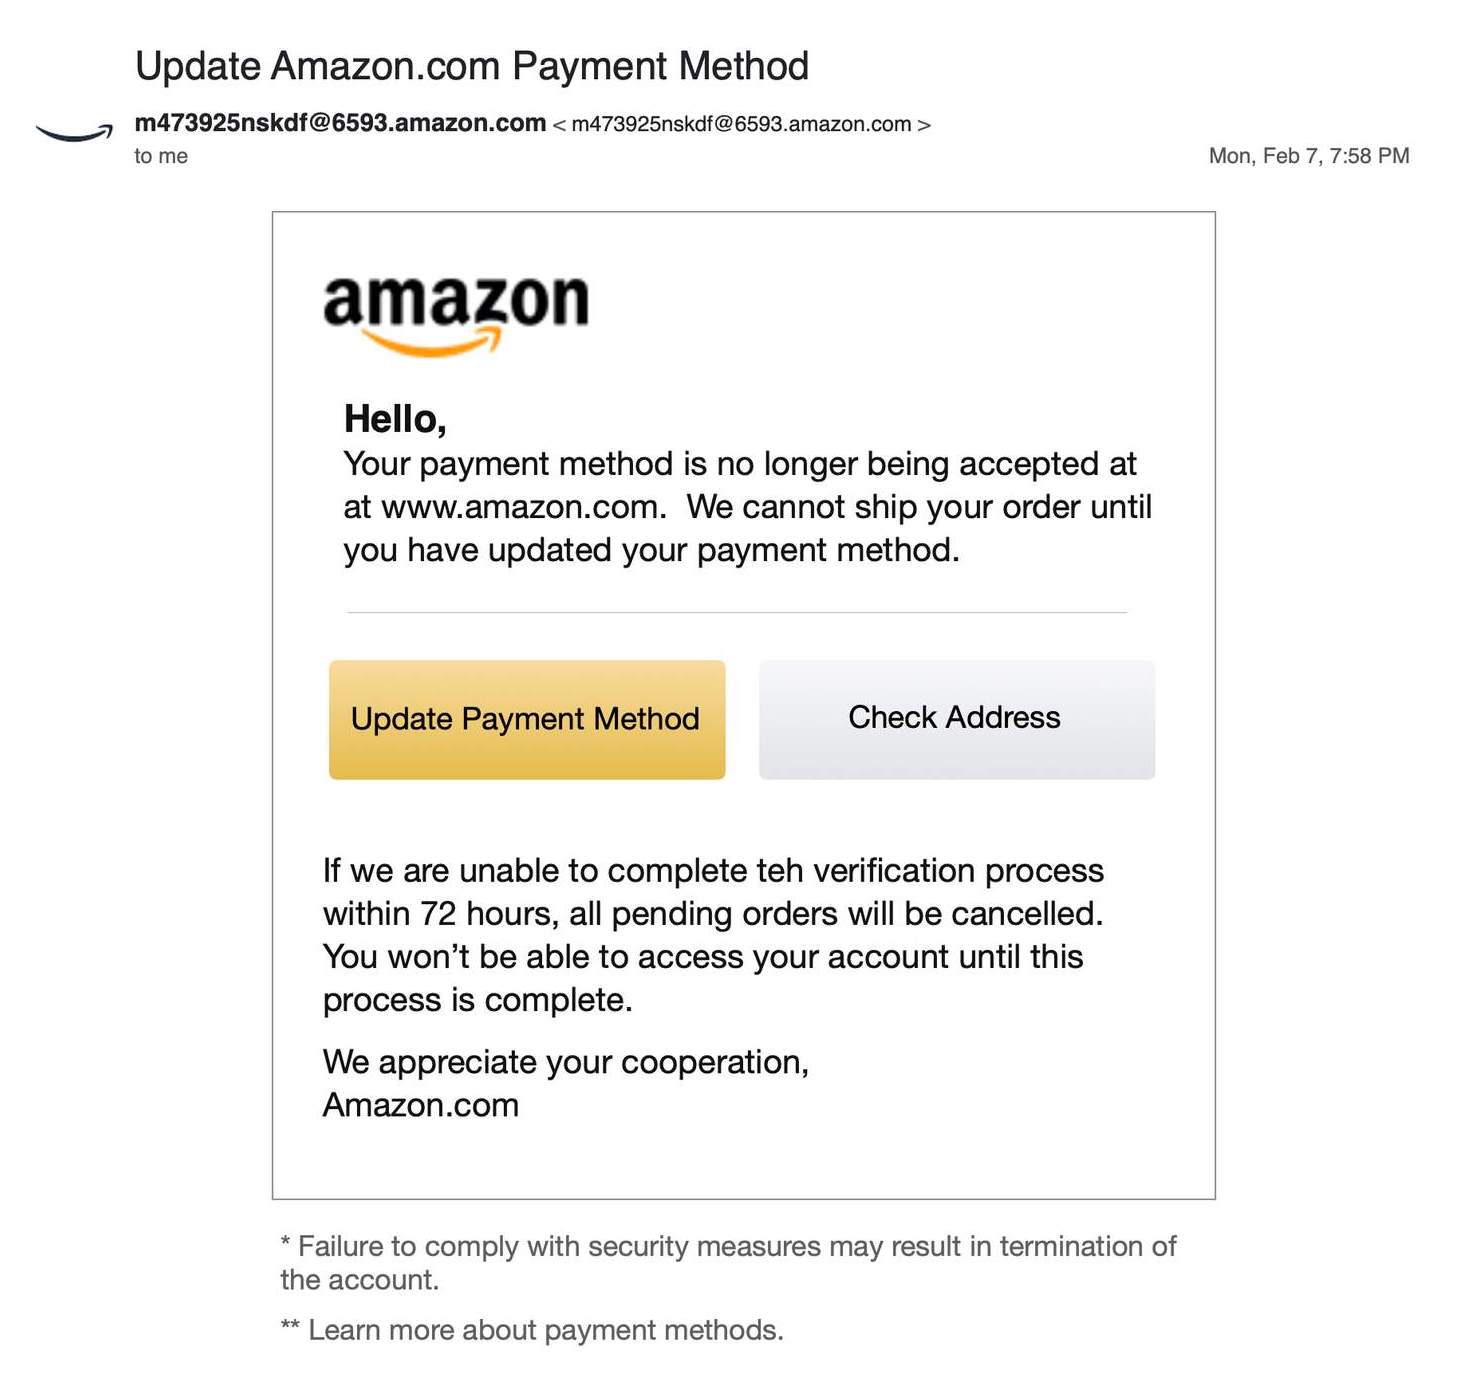 Update Amazon.com Payment Method
m473925nskdf@6593.amazon.com < m473925nskdf@6593.amazon.com >
to me
Mon, Feb 7, 7:58 PM
amazon
Hello,
Your payment method is no longer being accepted at
at www.amazon.com.  We cannot ship your order until
you have updated your payment method.
Update Payment Method
Check Address
If we are unable to complete teh verification process
within 72 hours, all pending orders will be cancelled.
You won’t be able to access your account until this
process is complete.
We appreciate your cooperation,
Amazon.com
* Failure to comply with security measures may result in termination of
the account.
** Learn more about payment methods.